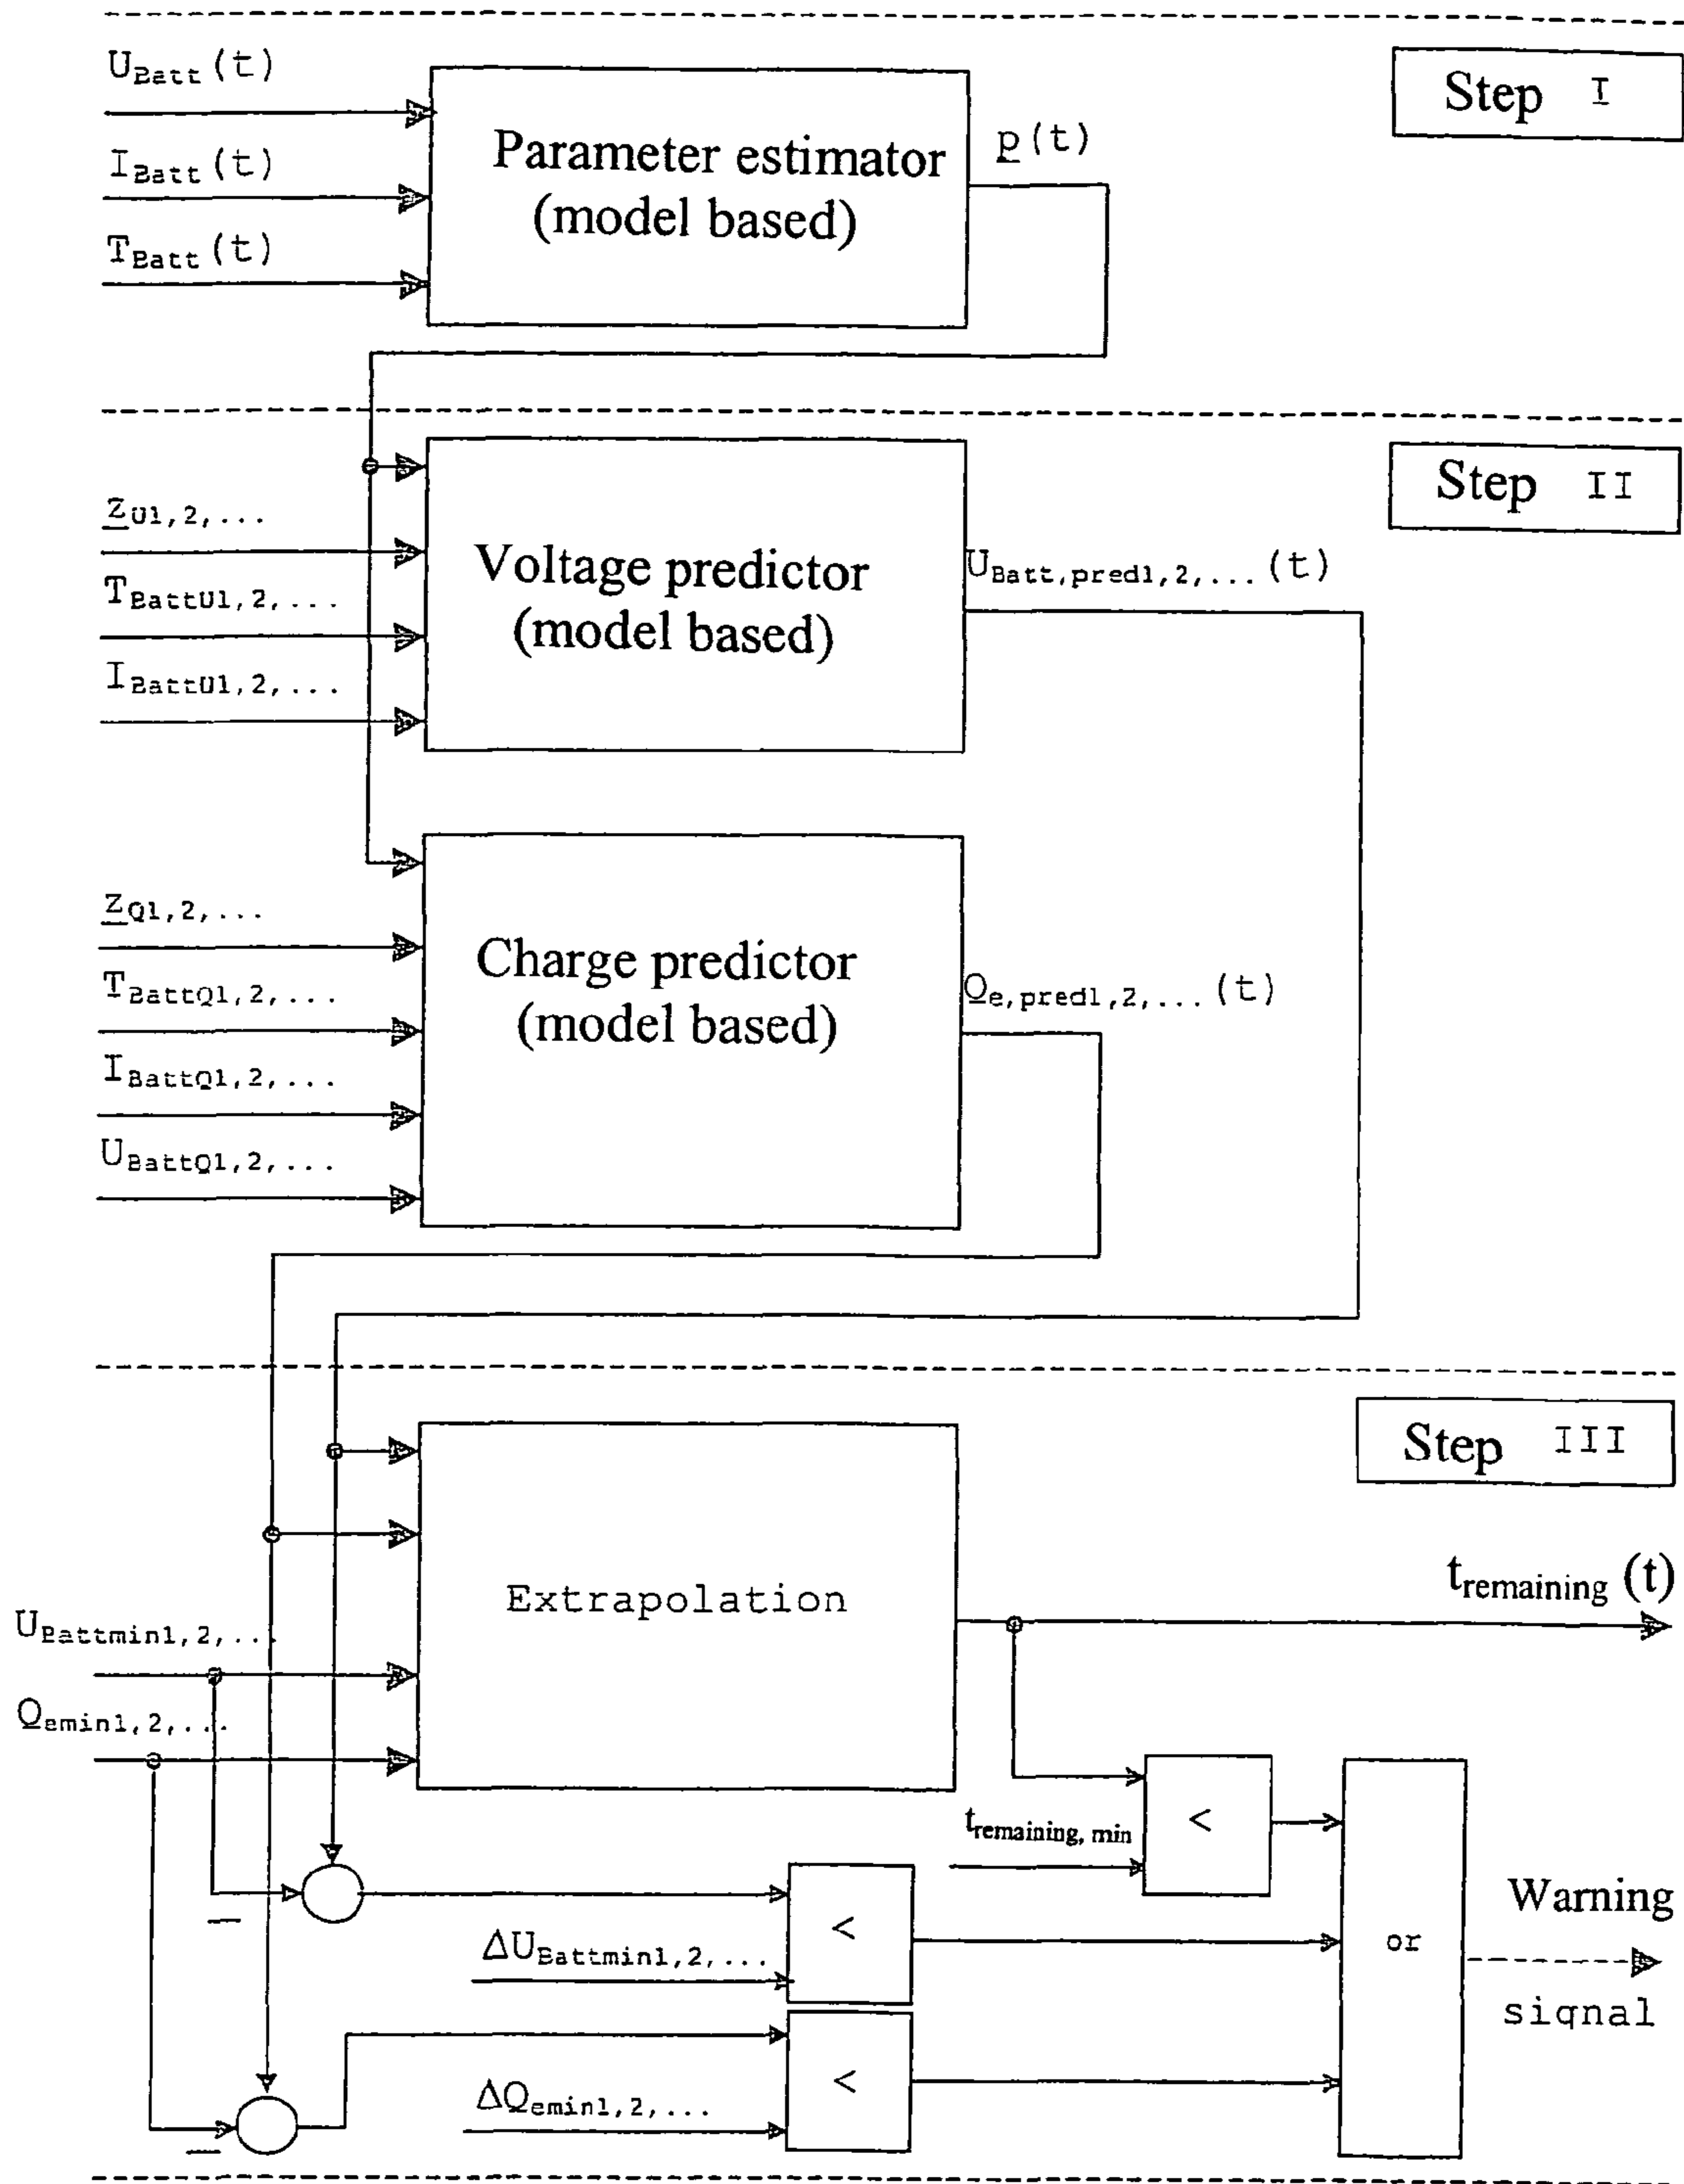 U_Batt(t)
Step I
I_Batt(t)
Parameter estimator
(model based)
p(t)
T_Batt(t)
Step II
z_U1,2,...
T_BattU1,2,...
I_BattU1,2,...
Voltage predictor
(model based)
U_Batt,pred1,2,...(t)
z_Q1,2,...
T_BattQ1,2,...
I_BattQ1,2,...
U_BattQ1,2,...
Charge predictor
(model based)
Q_e,pred1,2,...(t)
Step III
Extrapolation
t_remaining(t)
U_Battmin1,2,...
Q_emin1,2,...
t_remaining, min
<
−
ΔU_Battmin1,2,...
<
or
Warning
signal
−
ΔQ_emin1,2,...
<